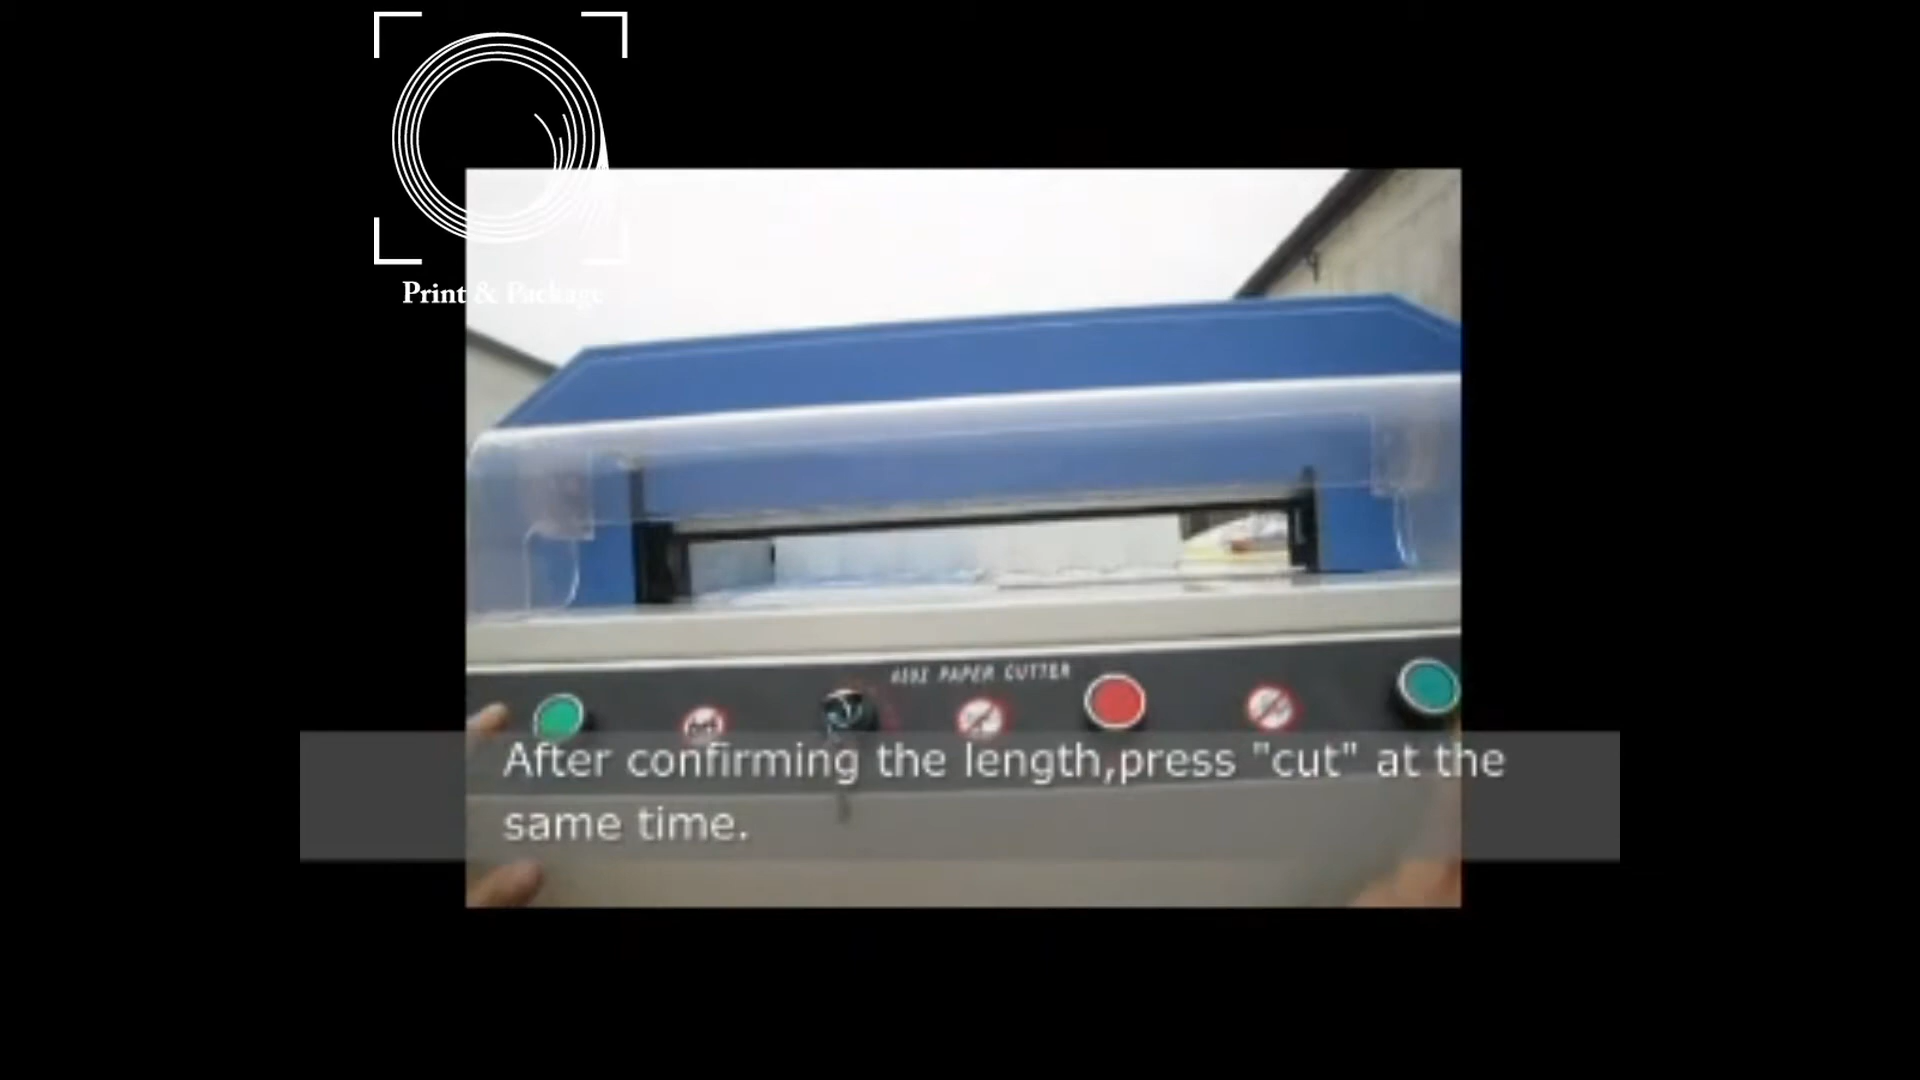 Print & Package
PAPER CUTTER
After confirming the length,press "cut" at the
same time.